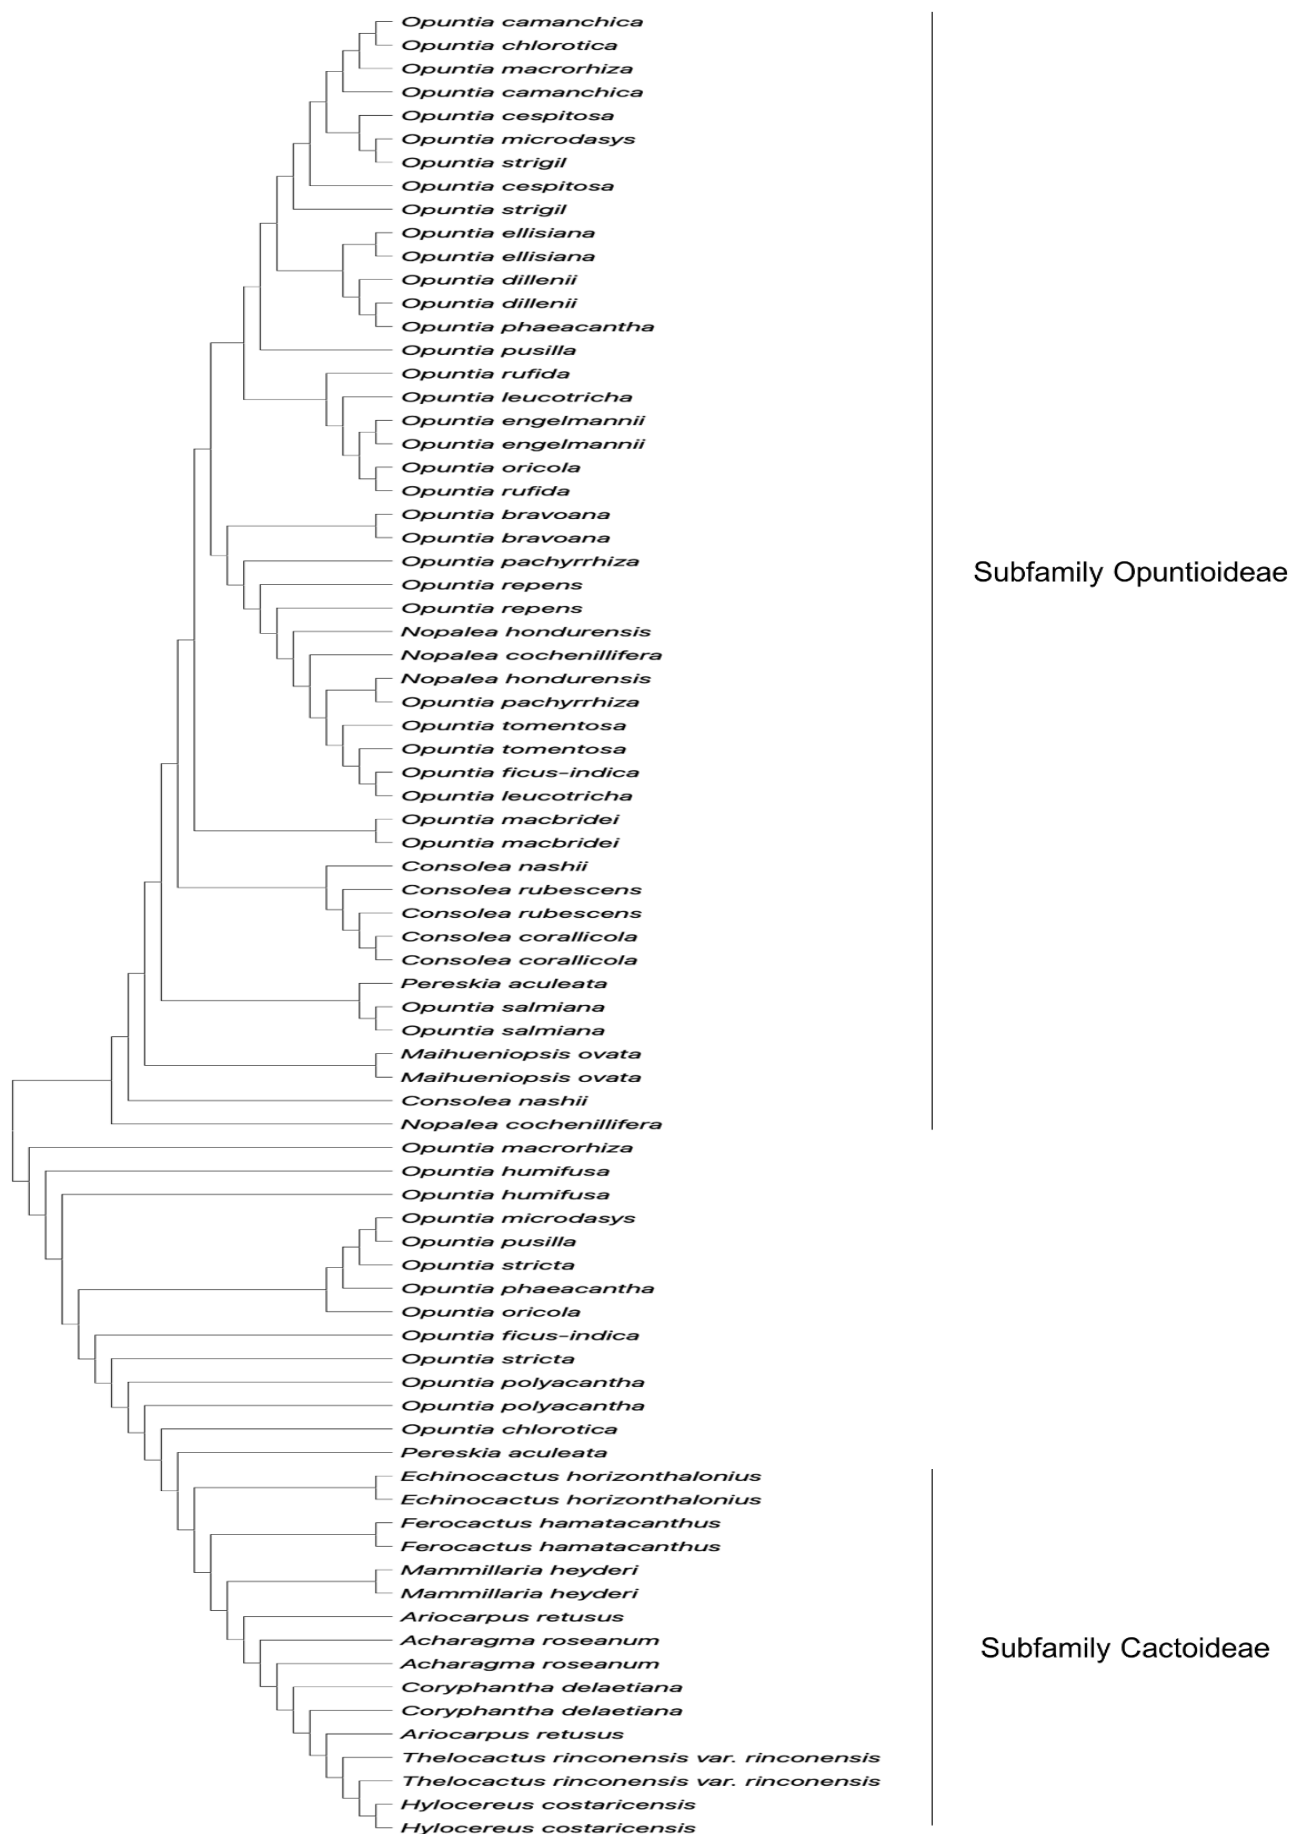 Opuntia camanchica
Opuntia chlorotica
Opuntia macrorhiza
Opuntia camanchica
Opuntia cespitosa
Opuntia microdasys
Opuntia strigil
Opuntia cespitosa
Opuntia strigil
Opuntia ellisiana
Opuntia ellisiana
Opuntia dillenii
Opuntia dillenii
Opuntia phaeacantha
Opuntia pusilla
Opuntia rufida
Opuntia leucotricha
Opuntia engelmannii
Opuntia engelmannii
Opuntia oricola
Opuntia rufida
Opuntia bravoana
Opuntia bravoana
Opuntia pachyrrhiza
Subfamily Opuntioideae
Opuntia repens
Opuntia repens
Nopalea hondurensis
Nopalea cochenillifera
Nopalea hondurensis
Opuntia pachyrrhiza
Opuntia tomentosa
Opuntia tomentosa
Opuntia ficus-indica
Opuntia leucotricha
Opuntia macbridei
Opuntia macbridei
Consolea nashii
Consolea rubescens
Consolea rubescens
Consolea corallicola
Consolea corallicola
Pereskia aculeata
Opuntia salmiana
Opuntia salmiana
Maihueniopsis ovata
Maihueniopsis ovata
Consolea nashii
Nopalea cochenillifera
Opuntia macrorhiza
Opuntia humifusa
Opuntia humifusa
Opuntia microdasys
Opuntia pusilla
Opuntia stricta
Opuntia phaeacantha
Opuntia oricola
Opuntia ficus-indica
Opuntia stricta
Opuntia polyacantha
Opuntia polyacantha
Opuntia chlorotica
Pereskia aculeata
Echinocactus horizonthalonius
Echinocactus horizonthalonius
Ferocactus hamatacanthus
Ferocactus hamatacanthus
Mammillaria heyderi
Mammillaria heyderi
Ariocarpus retusus
Acharagma roseanum
Subfamily Cactoideae
Acharagma roseanum
Coryphantha delaetiana
Coryphantha delaetiana
Ariocarpus retusus
Thelocactus rinconensis var. rinconensis
Thelocactus rinconensis var. rinconensis
Hylocereus costaricensis
Hylocereus costaricensis